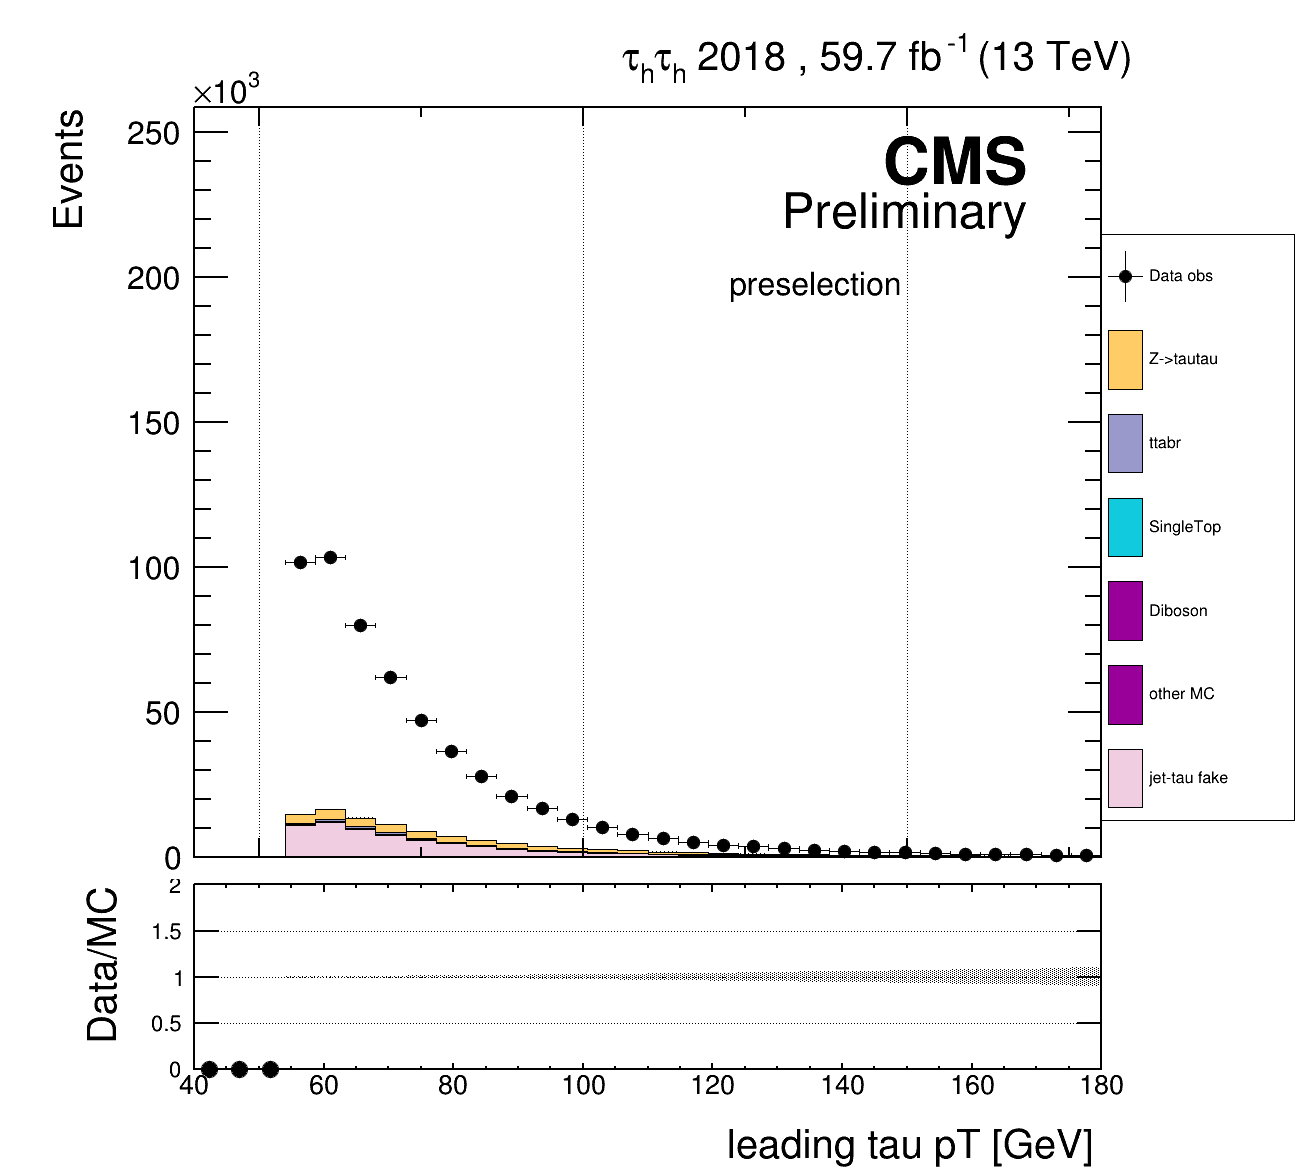 τhτh 2018 , 59.7 fb-1 (13 TeV)
×10³
Events
250
200
150
100
50
0
CMS
Preliminary
preselection
Data obs
Z->tautau
ttabr
SingleTop
Diboson
other MC
jet-tau fake
Data/MC
2
1.5
1
0.5
0
40 60 80 100 120 140 160 180
leading tau pT [GeV]